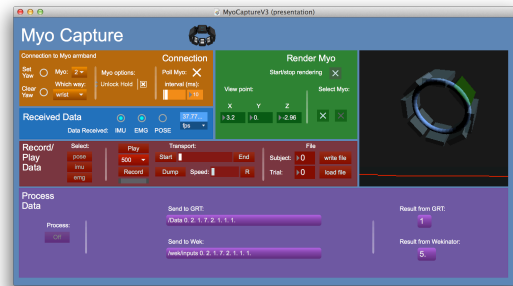 MyoCaptureV3 (presentation)
Myo Capture
Connection to Myo armband
Connection
Set Yaw
Myo: 2
Myo options:
Poll Myo:
Which way:
Unlock Hold
interval (ms):
Clear Yaw
wrist
Render Myo
Start/stop rendering
View point:
Select Myo:
X Y Z
3.2 0. -2.96
Received Data
37.77...
fps
Data Received: IMU EMG POSE
Record/ Play Data
Select:
pose
imu
emg
Play
500
Record
Transport:
Start End
Dump Speed: R
File
Subject: 0 write file
Trial: 0 load file
Process Data
Process:
Off
Send to GRT:
/Data 0. 2. 1. 7. 2. 1. 1. 1.
Result from GRT:
1
Send to Wek:
/wek/inputs 0. 2. 1. 7. 2. 1. 1. 1.
Result from Wekinator:
5.